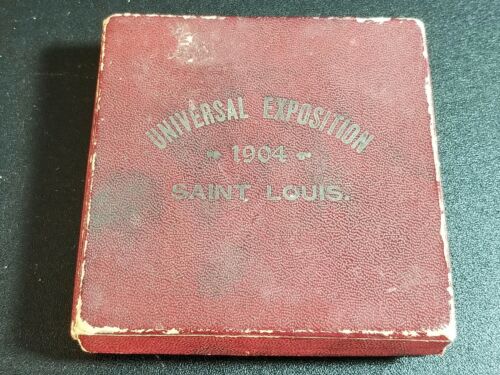 UNIVERSAL EXPOSITION
1904
SAINT LOUIS.